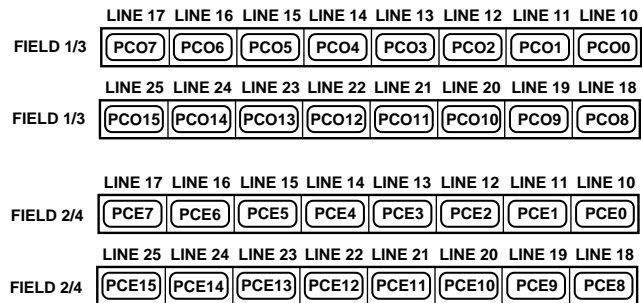 LINE 17 LINE 16 LINE 15 LINE 14 LINE 13 LINE 12 LINE 11 LINE 10
FIELD 1/3 PCO7 PCO6 PCO5 PCO4 PCO3 PCO2 PCO1 PCO0
LINE 25 LINE 24 LINE 23 LINE 22 LINE 21 LINE 20 LINE 19 LINE 18
FIELD 1/3 PCO15 PCO14 PCO13 PCO12 PCO11 PCO10 PCO9 PCO8
LINE 17 LINE 16 LINE 15 LINE 14 LINE 13 LINE 12 LINE 11 LINE 10
FIELD 2/4 PCE7 PCE6 PCE5 PCE4 PCE3 PCE2 PCE1 PCE0
LINE 25 LINE 24 LINE 23 LINE 22 LINE 21 LINE 20 LINE 19 LINE 18
FIELD 2/4 PCE15 PCE14 PCE13 PCE12 PCE11 PCE10 PCE9 PCE8